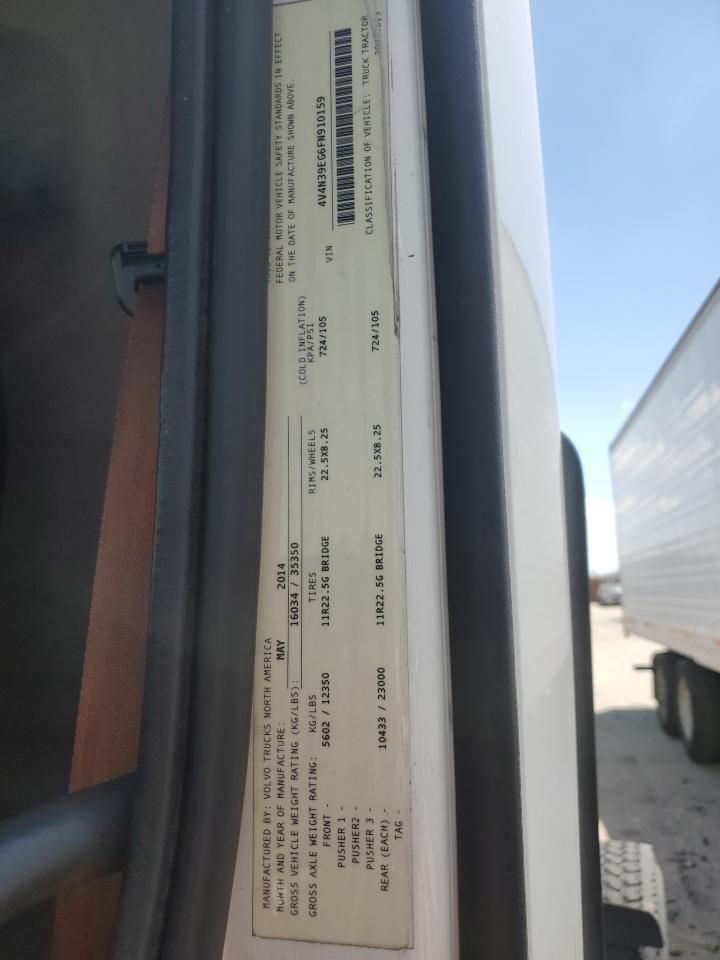 MANUFACTURED BY: VOLVO TRUCKS NORTH AMERICA
MONTH AND YEAR OF MANUFACTURE: MAY 2014
GROSS VEHICLE WEIGHT RATING (KG/LBS): 16034 / 35350
GROSS AXLE WEIGHT RATING: KG/LBS TIRES RIMS/WHEELS (COLD INFLATION) KPA/PSI
FRONT - 5602 / 12350 11R22.5G BRIDGE 22.5X8.25 724/105
PUSHER 1 -
PUSHER2 -
PUSHER 3 -
REAR (EACH) - 10433 / 23000 11R22.5G BRIDGE 22.5X8.25 724/105
TAG -
FEDERAL MOTOR VEHICLE SAFETY STANDARDS IN EFFECT
ON THE DATE OF MANUFACTURE SHOWN ABOVE.
VIN 4V4N39EG6FN910159
CLASSIFICATION OF VEHICLE: TRUCK TRACTOR